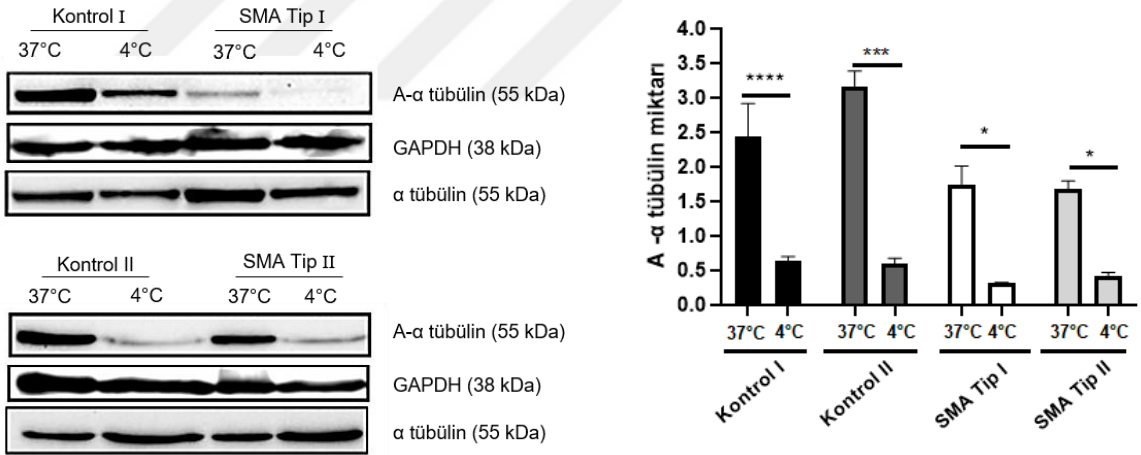 Kontrol I SMA Tip I
37°C 4°C 37°C 4°C
A-α tübülin (55 kDa)
GAPDH (38 kDa)
α tübülin (55 kDa)
Kontrol II SMA Tip II
37°C 4°C 37°C 4°C
A-α tübülin (55 kDa)
GAPDH (38 kDa)
α tübülin (55 kDa)
A -α tübülin miktarı
4.0
3.5
3.0
2.5
2.0
1.5
1.0
0.5
0.0
**** *** * *
37°C 4°C 37°C 4°C 37°C 4°C 37°C 4°C
Kontrol I Kontrol II SMA Tip I SMA Tip II